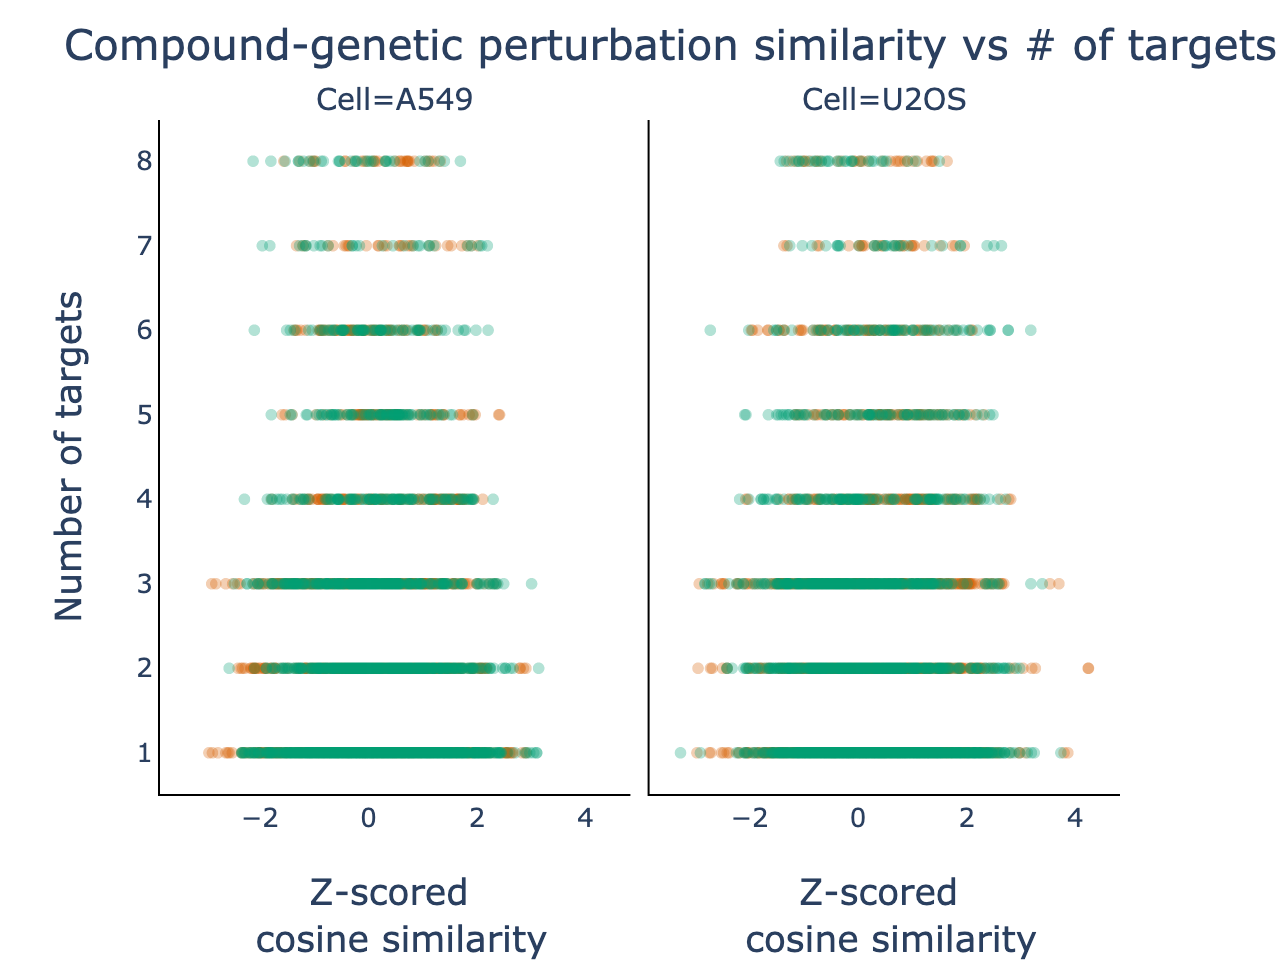 Compound-genetic perturbation similarity vs # of targets
Cell=A549
Cell=U2OS
Number of targets
8
7
6
5
4
3
2
1
−2 0 2 4
−2 0 2 4
Z-scored
cosine similarity
Z-scored
cosine similarity